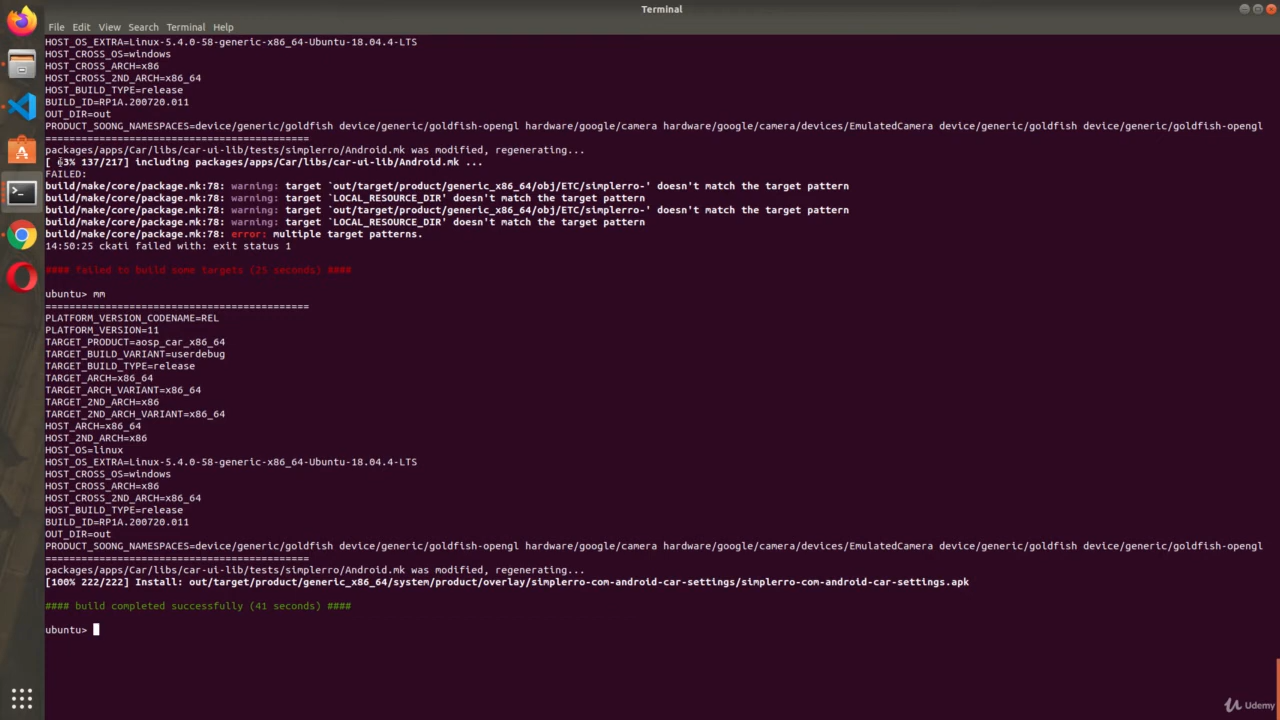 Terminal
File Edit View Search Terminal Help
HOST_OS_EXTRA=Linux-5.4.0-58-generic-x86_64-Ubuntu-18.04.4-LTS
HOST_CROSS_OS=windows
HOST_CROSS_ARCH=x86
HOST_CROSS_2ND_ARCH=x86_64
HOST_BUILD_TYPE=release
BUILD_ID=RP1A.200720.011
OUT_DIR=out
PRODUCT_SOONG_NAMESPACES=device/generic/goldfish device/generic/goldfish-opengl hardware/google/camera hardware/google/camera/devices/EmulatedCamera device/generic/goldfish device/generic/goldfish-opengl
============================================
packages/apps/Car/libs/car-ui-lib/tests/simplerro/Android.mk was modified, regenerating...
[ 63% 137/217] including packages/apps/Car/libs/car-ui-lib/Android.mk ...
FAILED:
build/make/core/package.mk:78: warning: target `out/target/product/generic_x86_64/obj/ETC/simplerro-' doesn't match the target pattern
build/make/core/package.mk:78: warning: target `LOCAL_RESOURCE_DIR' doesn't match the target pattern
build/make/core/package.mk:78: warning: target `out/target/product/generic_x86_64/obj/ETC/simplerro-' doesn't match the target pattern
build/make/core/package.mk:78: warning: target `LOCAL_RESOURCE_DIR' doesn't match the target pattern
build/make/core/package.mk:78: error: multiple target patterns.
14:50:25 ckati failed with: exit status 1
#### failed to build some targets (25 seconds) ####
ubuntu> mm
============================================
PLATFORM_VERSION_CODENAME=REL
PLATFORM_VERSION=11
TARGET_PRODUCT=aosp_car_x86_64
TARGET_BUILD_VARIANT=userdebug
TARGET_BUILD_TYPE=release
TARGET_ARCH=x86_64
TARGET_ARCH_VARIANT=x86_64
TARGET_2ND_ARCH=x86
TARGET_2ND_ARCH_VARIANT=x86_64
HOST_ARCH=x86_64
HOST_2ND_ARCH=x86
HOST_OS=linux
HOST_OS_EXTRA=Linux-5.4.0-58-generic-x86_64-Ubuntu-18.04.4-LTS
HOST_CROSS_OS=windows
HOST_CROSS_ARCH=x86
HOST_CROSS_2ND_ARCH=x86_64
HOST_BUILD_TYPE=release
BUILD_ID=RP1A.200720.011
OUT_DIR=out
PRODUCT_SOONG_NAMESPACES=device/generic/goldfish device/generic/goldfish-opengl hardware/google/camera hardware/google/camera/devices/EmulatedCamera device/generic/goldfish device/generic/goldfish-opengl
============================================
packages/apps/Car/libs/car-ui-lib/tests/simplerro/Android.mk was modified, regenerating...
[100% 222/222] Install: out/target/product/generic_x86_64/system/product/overlay/simplerro-com-android-car-settings/simplerro-com-android-car-settings.apk
#### build completed successfully (41 seconds) ####
ubuntu>
Udemy